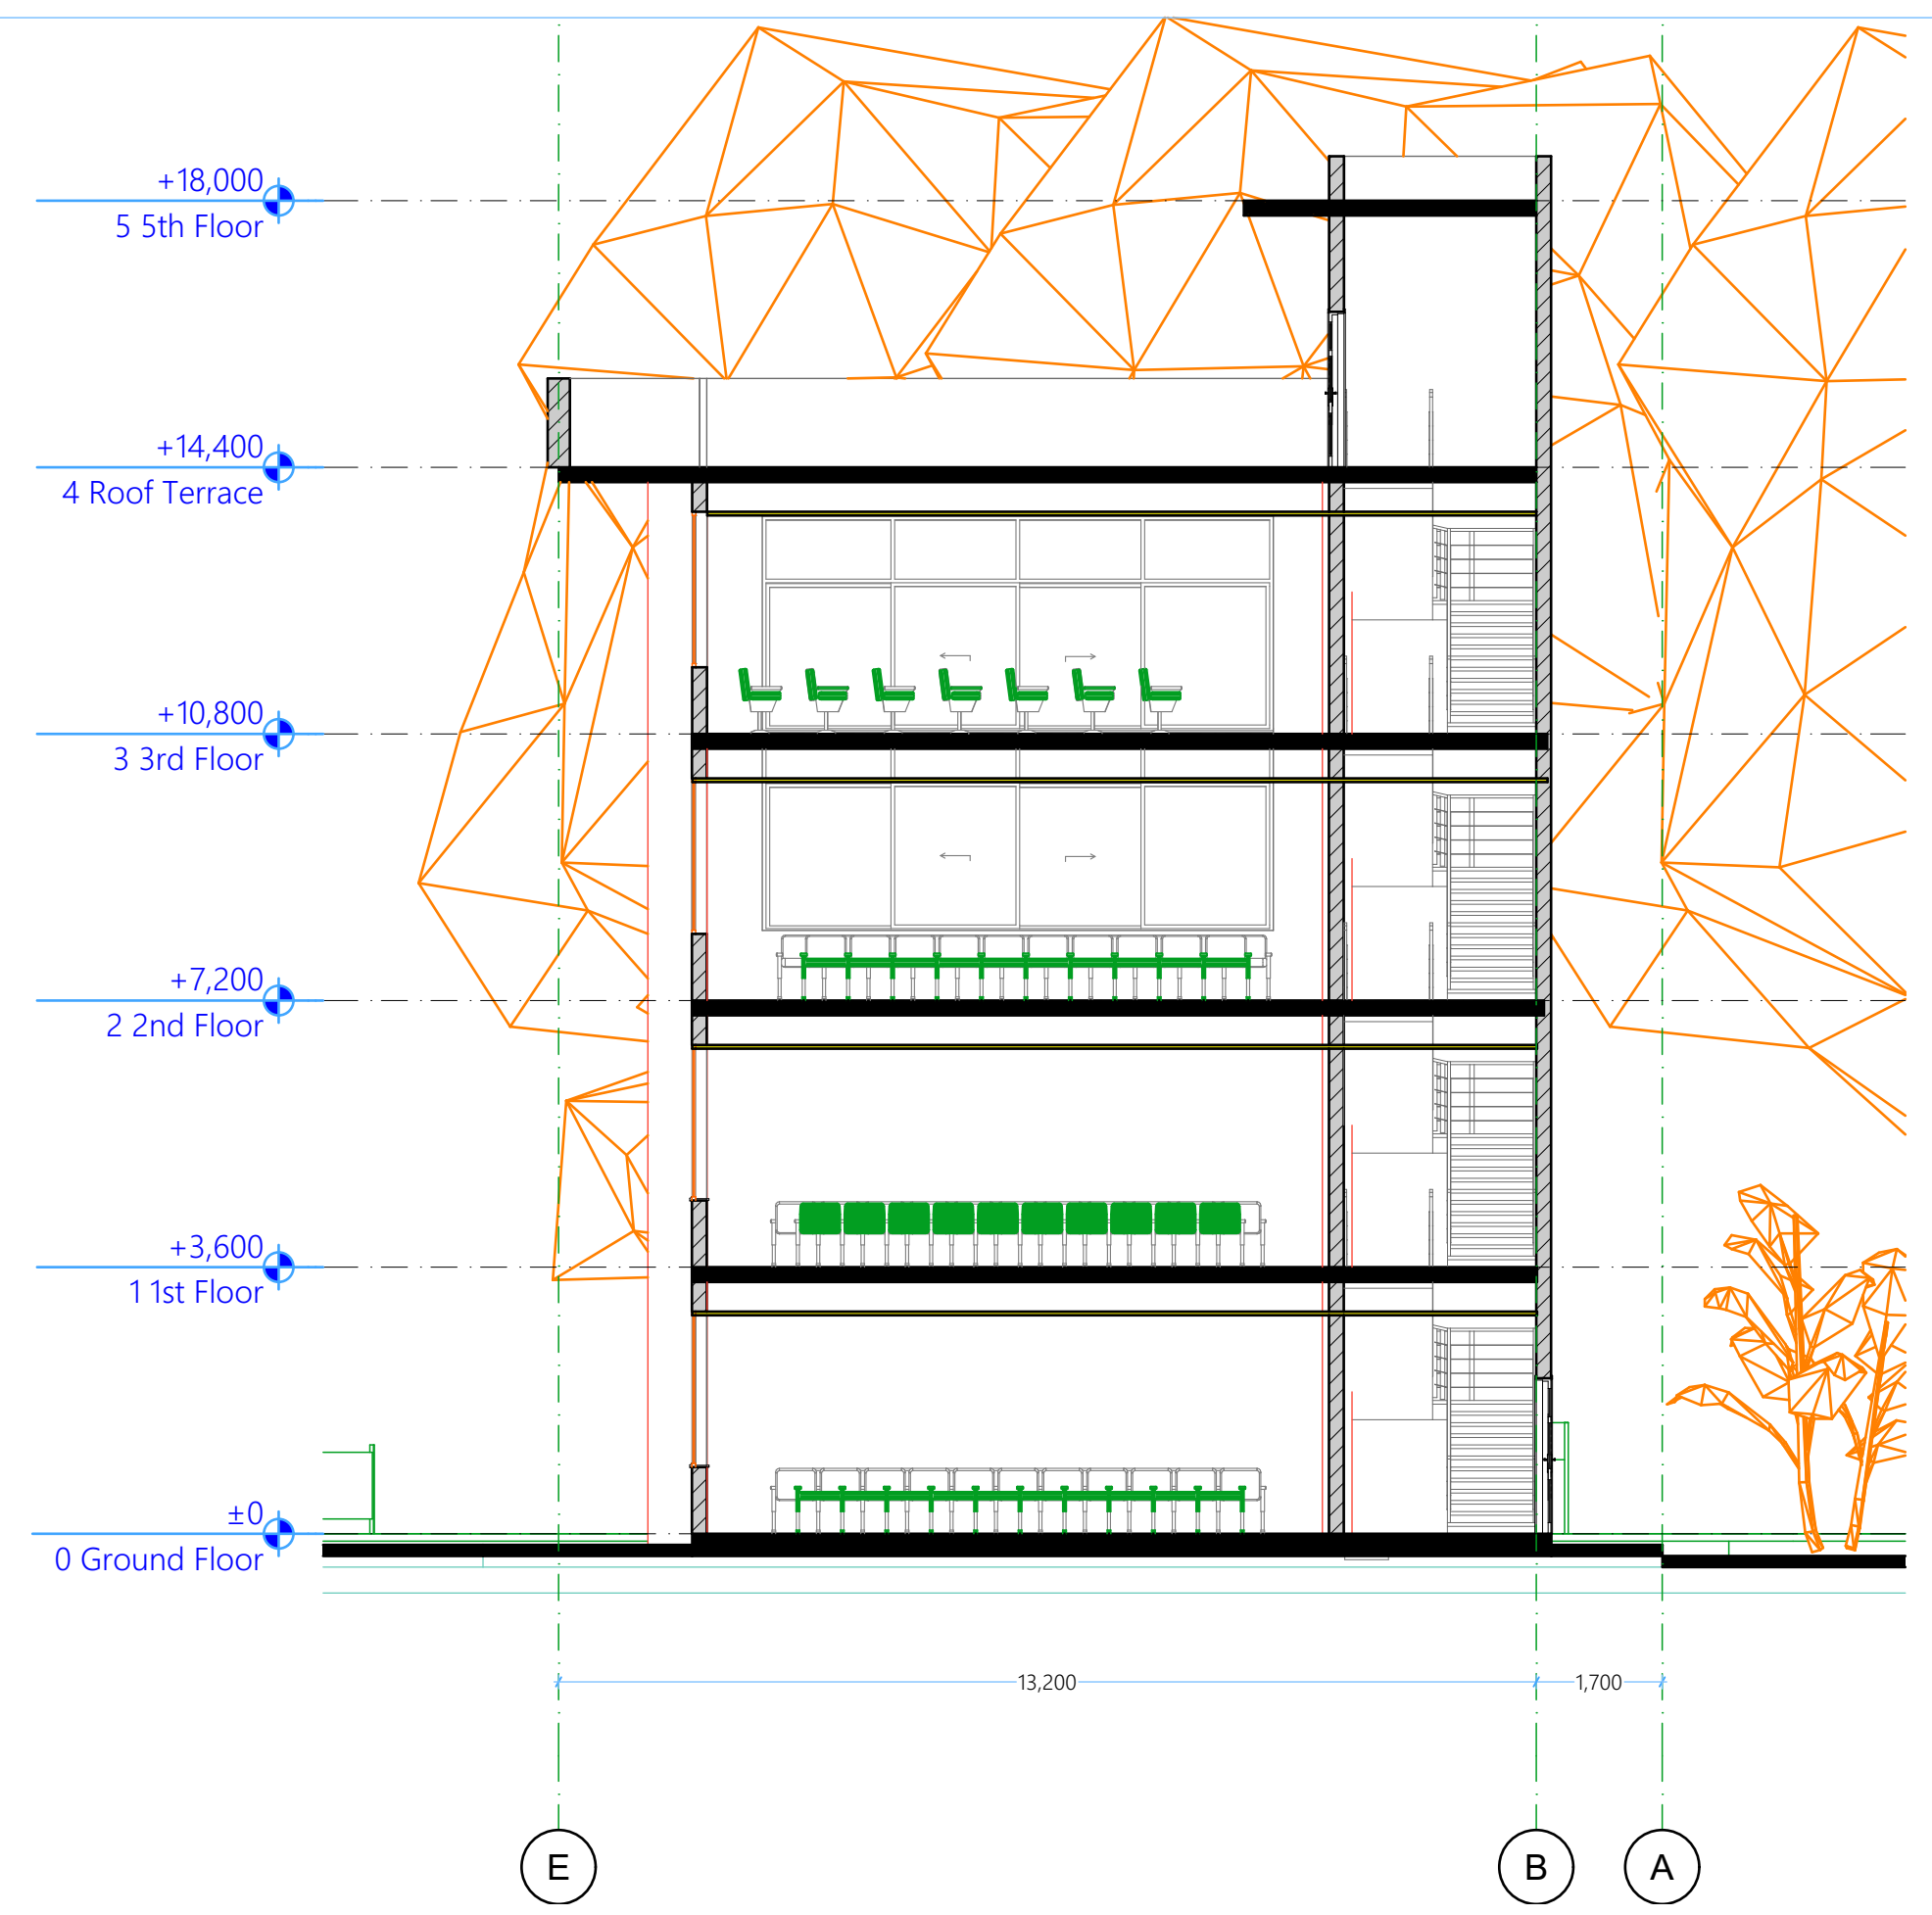 +18,000
5 5th Floor
+14,400
4 Roof Terrace
+10,800
3 3rd Floor
+7,200
2 2nd Floor
+3,600
1 1st Floor
±0
0 Ground Floor
13,200
1,700
E
B
A